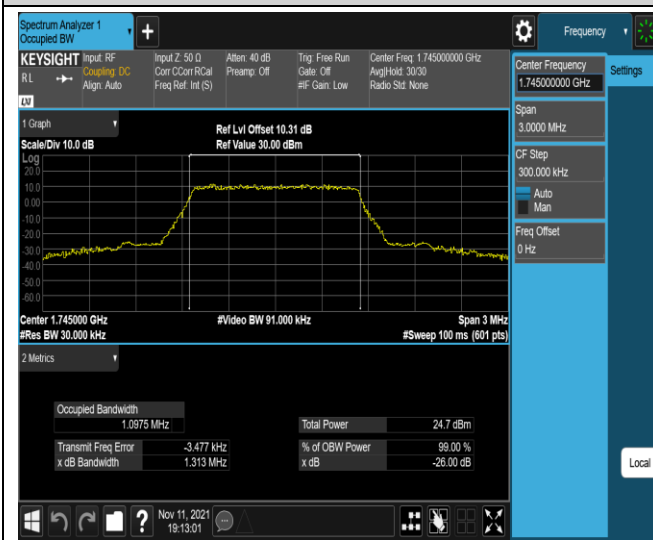 Spectrum Analyzer 1
Occupied BW
+
Frequency
KEYSIGHT Input: RF
R L Coupling: DC
Align: Auto
Input Z: 50 Ω
Corr CCorr RCal
Freq Ref: Int (S)
Atten: 40 dB
Preamp: Off
Trig: Free Run
Gate: Off
#IF Gain: Low
Center Freq: 1.745000000 GHz
Avg|Hold: 30/30
Radio Std: None
LXI
Center Frequency
1.745000000 GHz
Settings
Span
3.0000 MHz
CF Step
300.000 kHz
Auto
Man
Freq Offset
0 Hz
1 Graph
Scale/Div 10.0 dB
Ref Lvl Offset 10.31 dB
Ref Value 30.00 dBm
Log
20.0
10.0
0.00
-10.0
-20.0
-30.0
-40.0
-50.0
-60.0
Center 1.745000 GHz
#Video BW 91.000 kHz
Span 3 MHz
#Res BW 30.000 kHz
#Sweep 100 ms (601 pts)
2 Metrics
Occupied Bandwidth
1.0975 MHz
Total Power 24.7 dBm
Transmit Freq Error -3.477 kHz
% of OBW Power 99.00 %
x dB Bandwidth 1.313 MHz
x dB -26.00 dB
Local
?
Nov 11, 2021
19:13:01